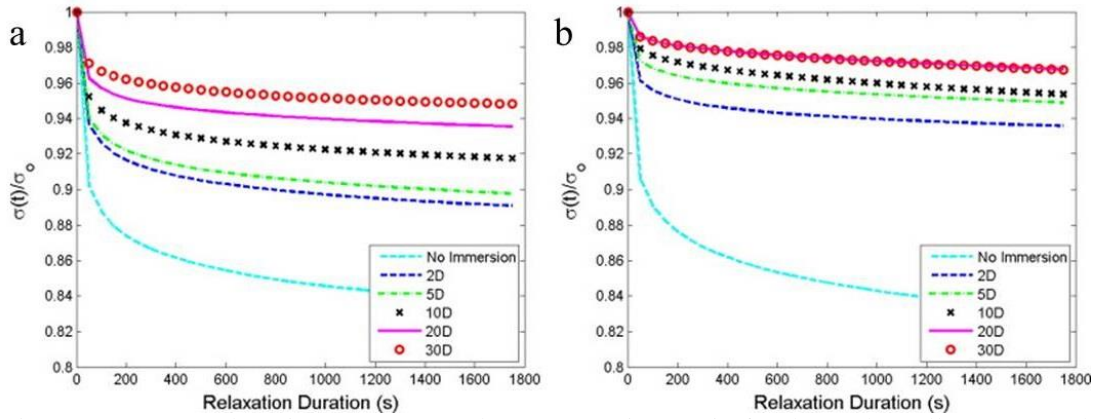 a
1
0.98
0.96
0.94
0.92
0.9
0.88
0.86
0.84
0.82
0.8
σ(t)/σo
0 200 400 600 800 1000 1200 1400 1600 1800
Relaxation Duration (s)
No Immersion
2D
5D
10D
20D
30D
b
1
0.98
0.96
0.94
0.92
0.9
0.88
0.86
0.84
0.82
0.8
σ(t)/σo
0 200 400 600 800 1000 1200 1400 1600 1800
Relaxation Duration (s)
No Immersion
2D
5D
10D
20D
30D